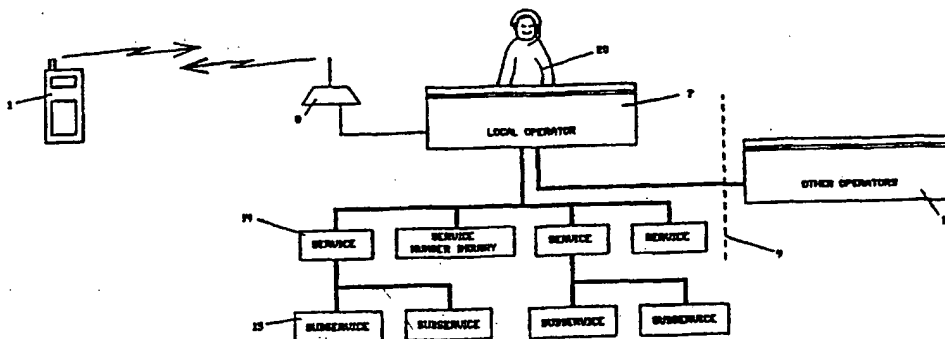 20
1
7
8
LOCAL OPERATOR
OTHER OPERATORS
14
SERVICE
SERVICE
NUMBER INQUIRY
SERVICE
SERVICE
9
15
SUBSERVICE
SUBSERVICE
SUBSERVICE
SUBSERVICE